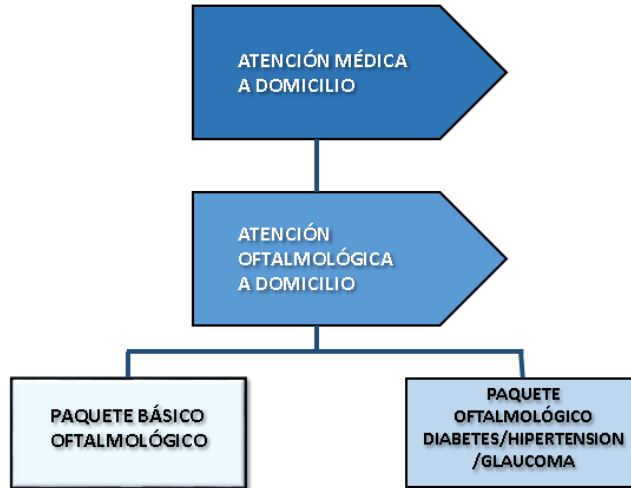 ATENCIÓN MÉDICA
A DOMICILIO
ATENCIÓN
OFTALMOLÓGICA
A DOMICILIO
PAQUETE BÁSICO
OFTALMOLÓGICO
PAQUETE
OFTALMOLÓGICO
DIABETES/HIPERTENSION
/GLAUCOMA